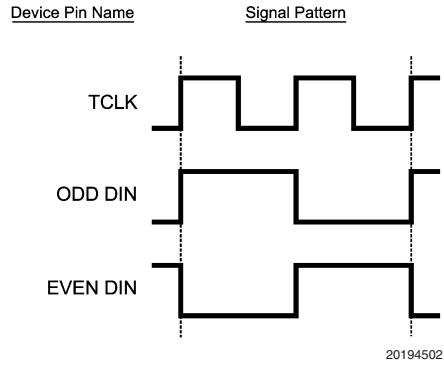 Device Pin Name Signal Pattern
TCLK
ODD DIN
EVEN DIN
20194502